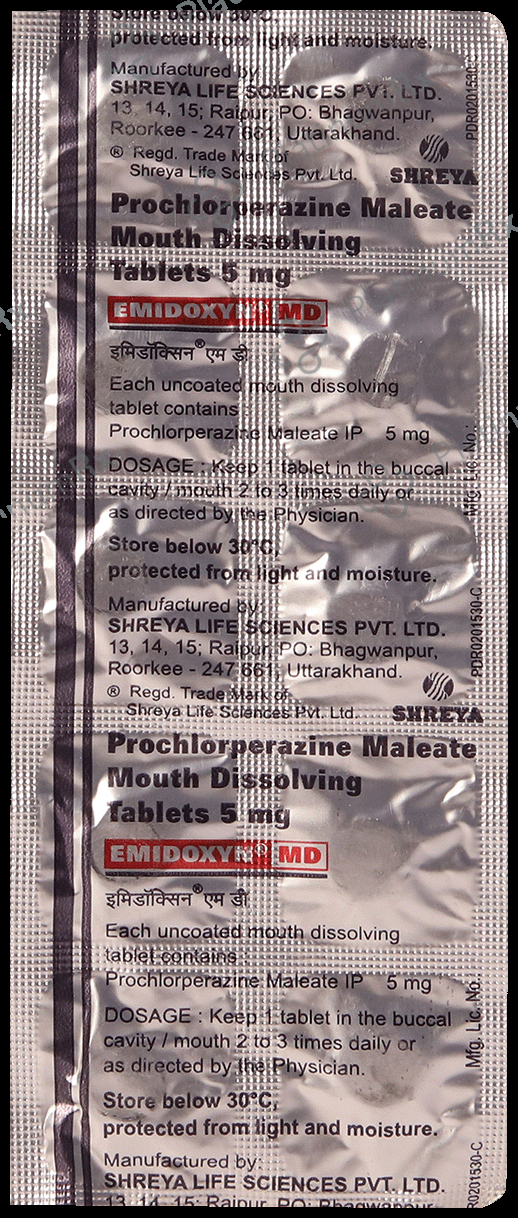 Store below 30°C,
protected from light and moisture.
Manufactured by:
SHREYA LIFE SCIENCES PVT. LTD.
13, 14, 15; Raipur, PO: Bhagwanpur,
Roorkee - 247 661, Uttarakhand.
® Regd. Trade Mark of
Shreya Life Sciences Pvt. Ltd.
SHREYA
PDR0201530-C
Prochlorperazine Maleate
Mouth Dissolving
Tablets 5 mg
EMIDOXYN® MD
इमिडॉक्सिन® एम डी
Each uncoated mouth dissolving
tablet contains :
Prochlorperazine Maleate IP 5 mg
DOSAGE : Keep 1 tablet in the buccal
cavity / mouth 2 to 3 times daily or
as directed by the Physician.
Mfg. Lic. No.:
Store below 30°C,
protected from light and moisture.
Manufactured by:
SHREYA LIFE SCIENCES PVT. LTD.
13, 14, 15; Raipur, PO: Bhagwanpur,
Roorkee - 247 661, Uttarakhand.
® Regd. Trade Mark of
Shreya Life Sciences Pvt. Ltd.
SHREYA
PDR0201530-C
Prochlorperazine Maleate
Mouth Dissolving
Tablets 5 mg
EMIDOXYN® MD
इमिडॉक्सिन® एम डी
Each uncoated mouth dissolving
tablet contains :
Prochlorperazine Maleate IP 5 mg
DOSAGE : Keep 1 tablet in the buccal
cavity / mouth 2 to 3 times daily or
as directed by the Physician.
Mfg. Lic. No.:
Store below 30°C,
protected from light and moisture.
Manufactured by:
SHREYA LIFE SCIENCES PVT. LTD.
13, 14, 15; Raipur, PO: Bhagwanpur,
R0201530-C